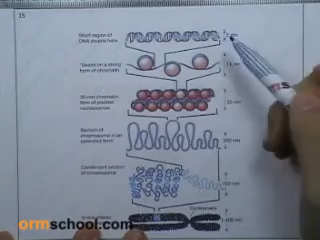 15
Short region of
DNA double helix
"Beads on a string"
form of chromatin
30-nm chromatin
fibre of packed
nucleosomes
Section of
chromosome in an
extended form
Condensed section
of chromosome
Centromere
ormschool.com